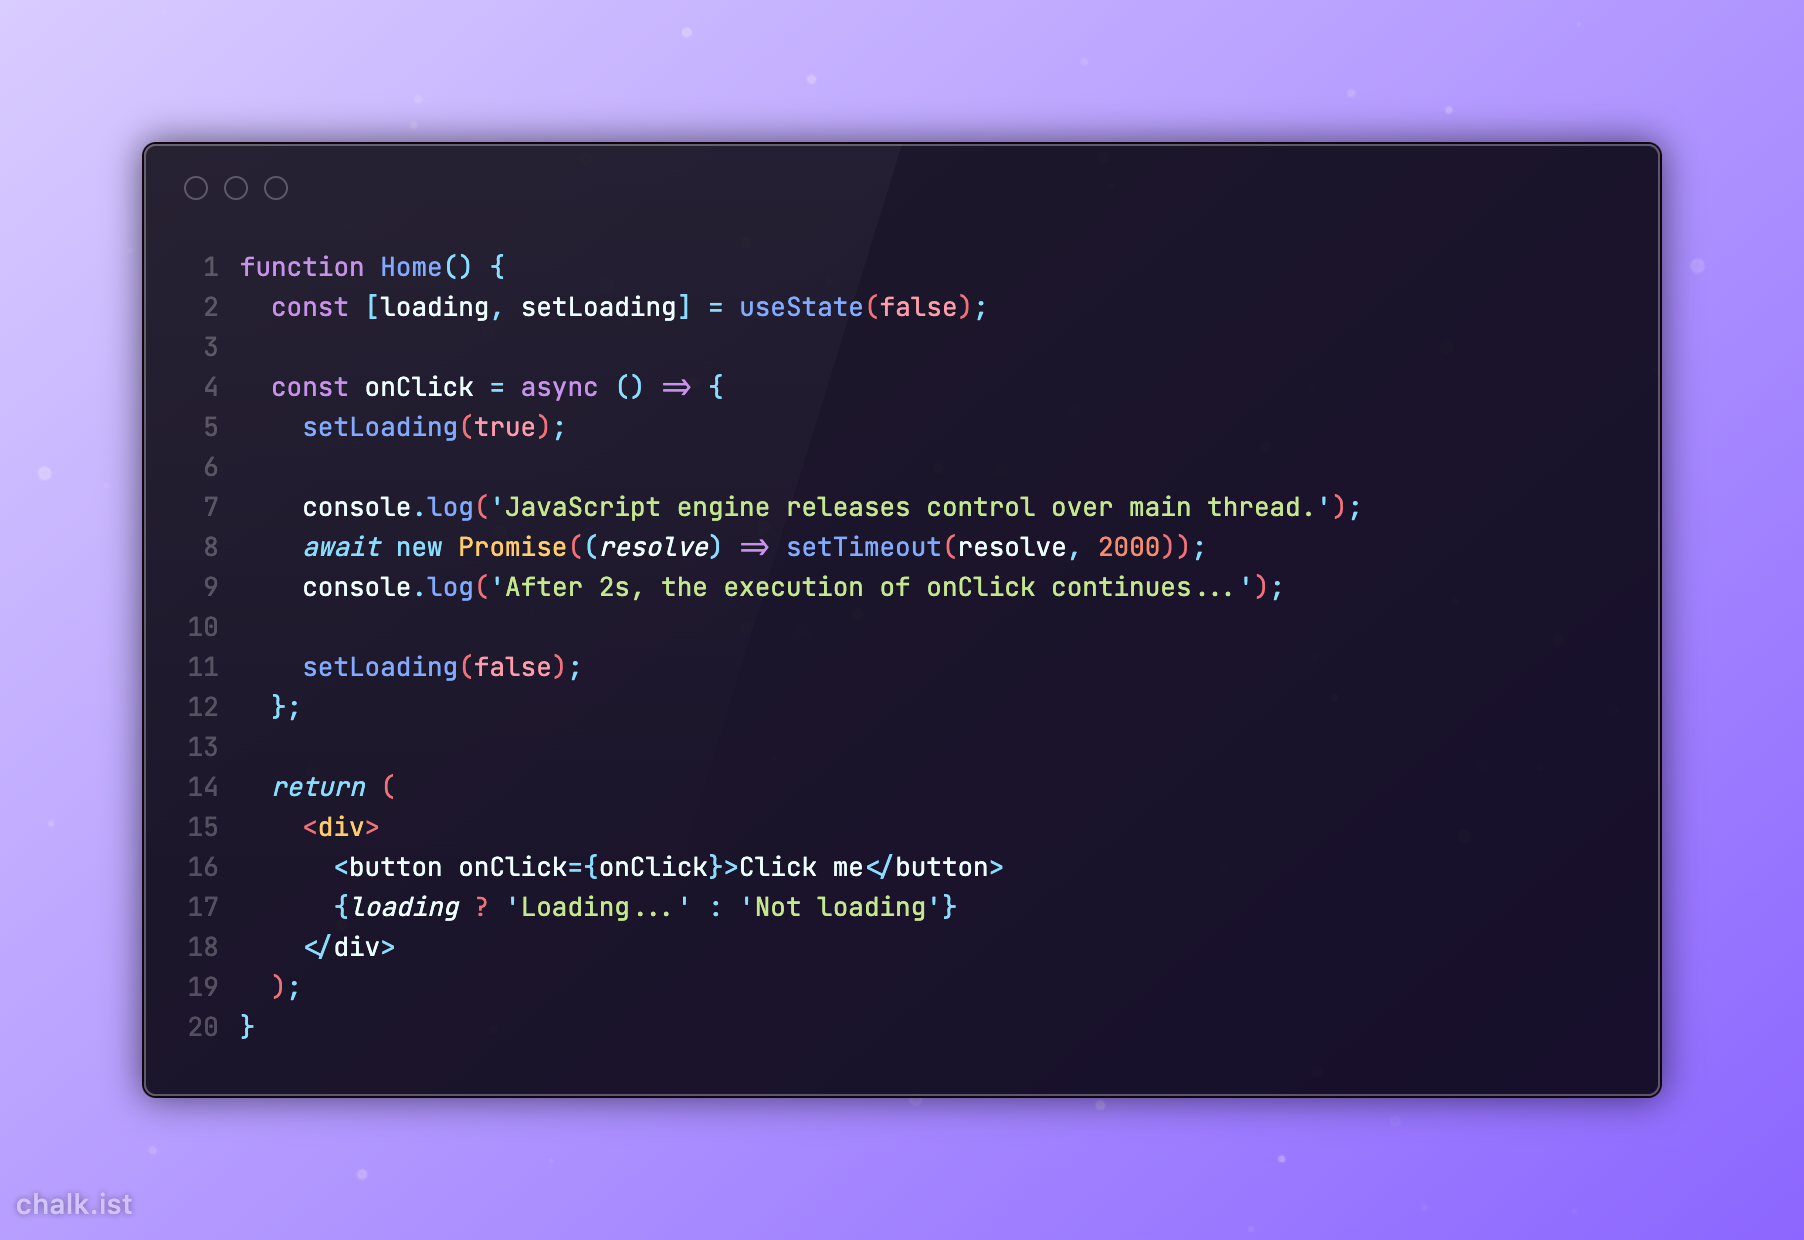 1 function Home() {
2   const [loading, setLoading] = useState(false);
3
4   const onClick = async () => {
5     setLoading(true);
6
7     console.log('JavaScript engine releases control over main thread.');
8     await new Promise((resolve) => setTimeout(resolve, 2000));
9     console.log('After 2s, the execution of onClick continues...');
10
11     setLoading(false);
12   };
13
14   return (
15     <div>
16       <button onClick={onClick}>Click me</button>
17       {loading ? 'Loading...' : 'Not loading'}
18     </div>
19   );
20 }
chalk.ist